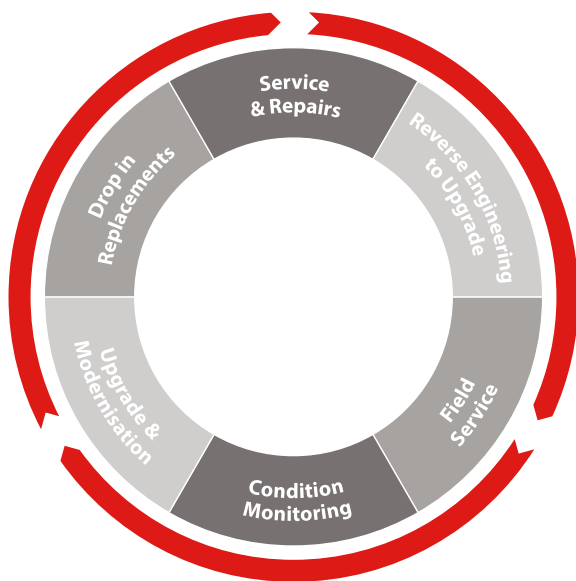 Service
& Repairs
Reverse Engineering
to Upgrade
Field
Service
Condition
Monitoring
Upgrade &
Modernisation
Drop in
Replacements